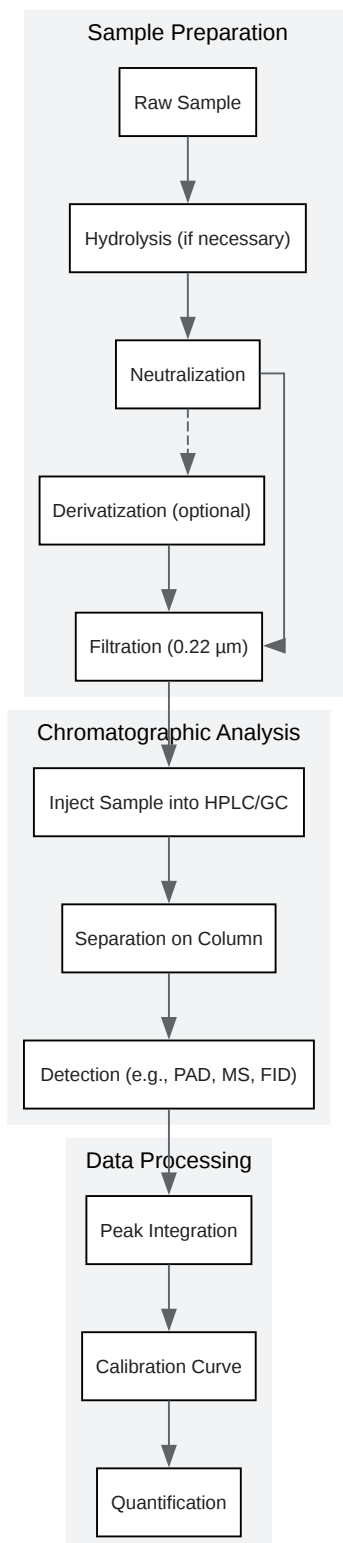 Sample Preparation
Raw Sample
Hydrolysis (if necessary)
Neutralization
Derivatization (optional)
Filtration (0.22 µm)
Chromatographic Analysis
Inject Sample into HPLC/GC
Separation on Column
Detection (e.g., PAD, MS, FID)
Data Processing
Peak Integration
Calibration Curve
Quantification